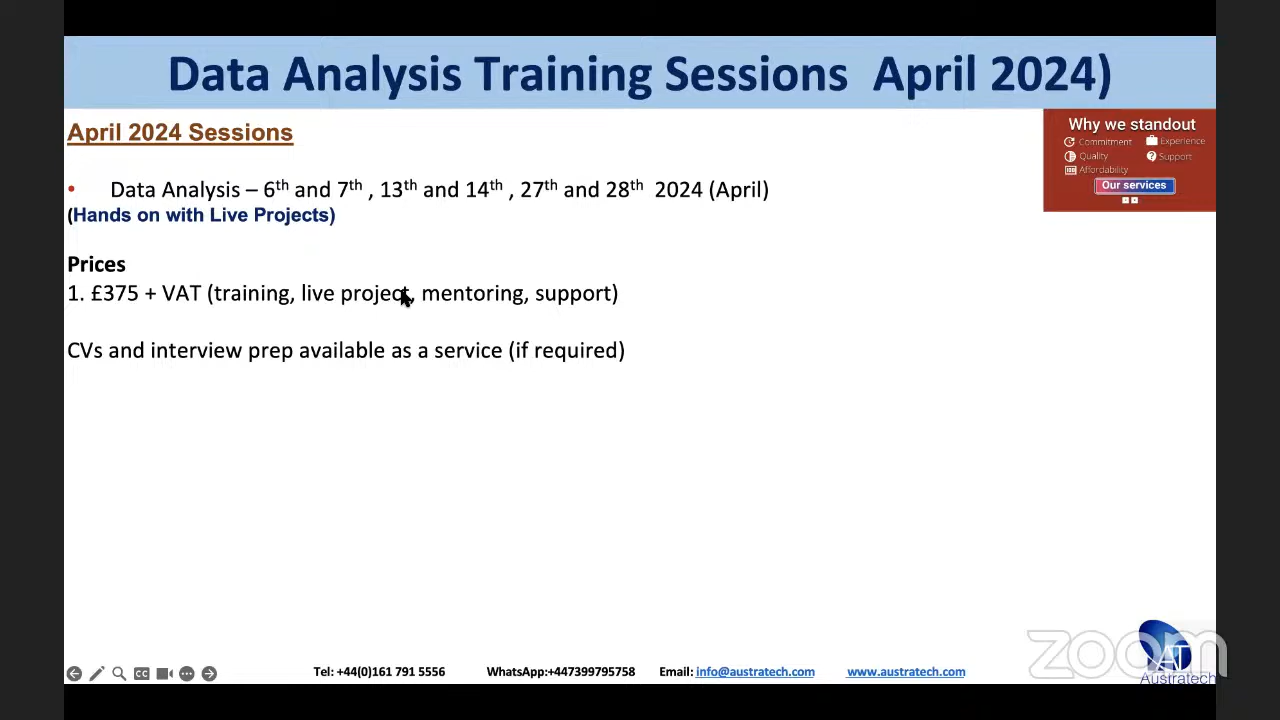 Data Analysis Training Sessions April 2024)
April 2024 Sessions
Why we standout
Commitment Experience
Quality Support
Affordability
Our services
• Data Analysis – 6th and 7th , 13th and 14th , 27th and 28th 2024 (April)
(Hands on with Live Projects)
Prices
1. £375 + VAT (training, live project, mentoring, support)
CVs and interview prep available as a service (if required)
Tel: +44(0)161 791 5556 WhatsApp:+447399795758 Email: info@austratech.com www.austratech.com
CC
zoom
AT
Austratech